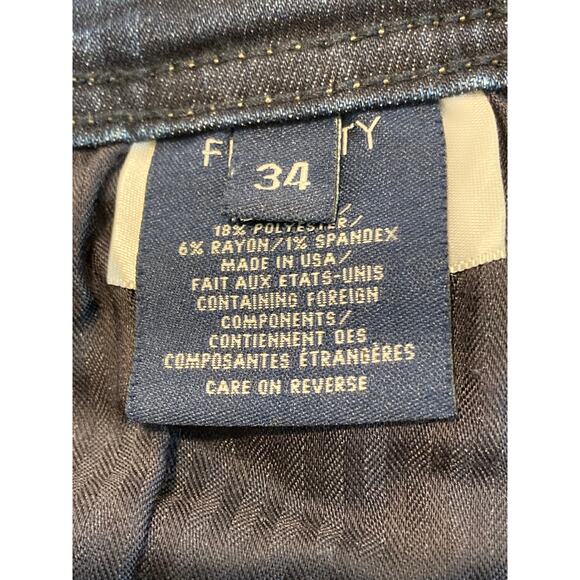 34
18% POLYESTER/
6% RAYON/1% SPANDEX
MADE IN USA/
FAIT AUX ETATS-UNIS
CONTAINING FOREIGN
COMPONENTS/
CONTIENNENT DES
COMPOSANTES ÉTRANGÈRES
CARE ON REVERSE